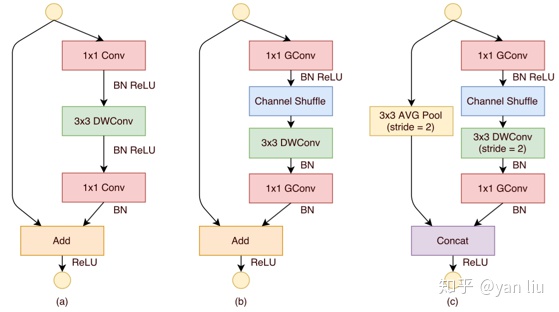 1x1 Conv
BN ReLU
3x3 DWConv
BN ReLU
1x1 Conv
BN
Add
ReLU
(a)
1x1 GConv
BN ReLU
Channel Shuffle
3x3 DWConv
BN
1x1 GConv
BN
Add
ReLU
(b)
1x1 GConv
BN ReLU
Channel Shuffle
3x3 AVG Pool
(stride = 2)
3x3 DWConv
(stride = 2)
BN
1x1 GConv
BN
Concat
ReLU
(c)
知乎 @yan liu